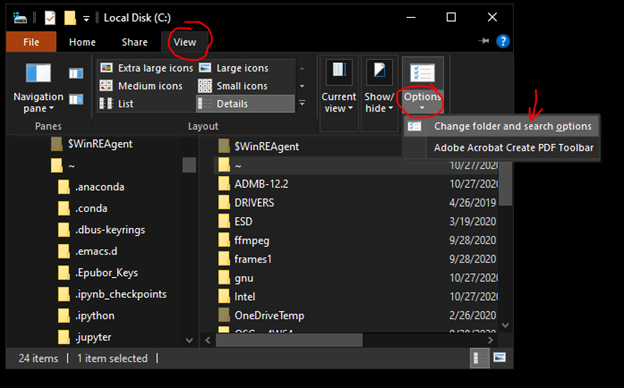 Local Disk (C:)
File Home Share View
Extra large icons Large icons
Medium icons Small icons
List Details
Navigation pane
Current view
Show/hide
Options
Panes Layout
Change folder and search options
Adobe Acrobat Create PDF Toolbar
$WinREAgent
~
.anaconda
.conda
.dbus-keyrings
.emacs.d
.Epubor_Keys
.ipynb_checkpoints
.ipython
.jupyter
$WinREAgent 10/27/2020
~ 10/27/2020
ADMB-12.2 10/27/2020
DRIVERS 4/26/2019
ESD 3/19/2020
ffmpeg 9/28/2020
frames1 9/28/2020
gnu 10/27/2020
Intel 10/27/2020
OneDriveTemp 2/26/2020
24 items 1 item selected